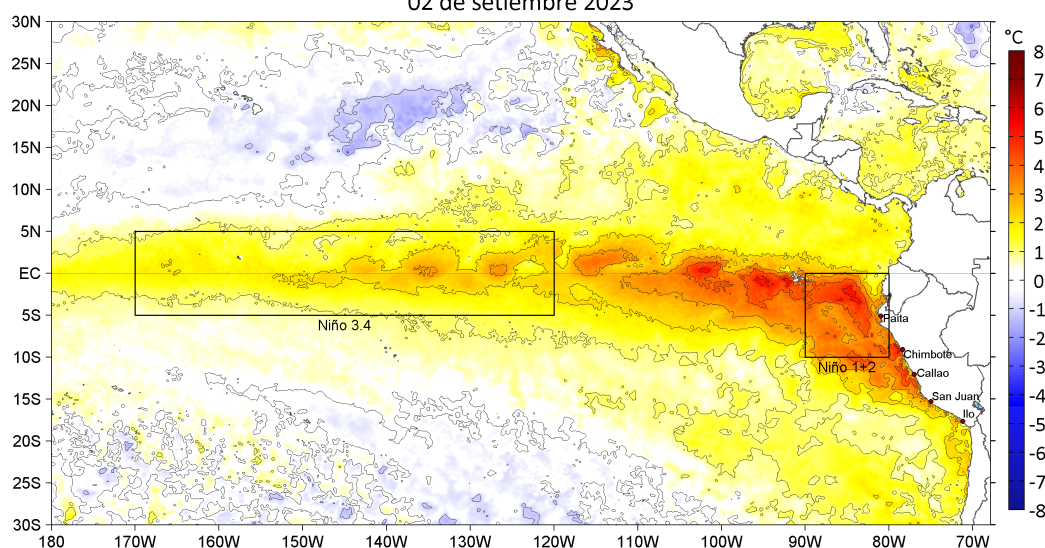 02 de setiembre 2023
30N
25N
20N
15N
10N
5N
EC
5S
10S
15S
20S
25S
30S
180 170W 160W 150W 140W 130W 120W 110W 100W 90W 80W 70W
Niño 3.4
Niño 1+2
Paita
Chimbote
Callao
San Juan
Ilo
°C
8
7
6
5
4
3
2
1
0
-1
-2
-3
-4
-5
-6
-7
-8